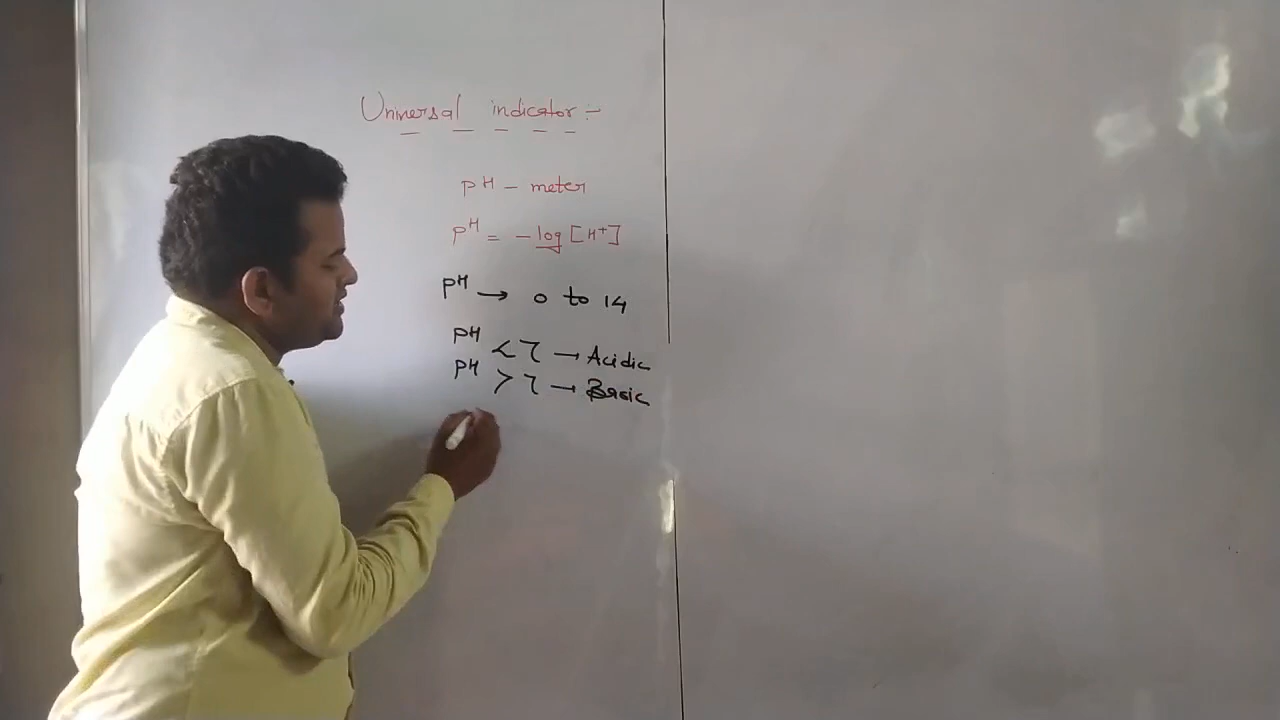 Universal indicator :-
pH - meter
pH = - log [H+]
pH → 0 to 14
pH < 7 → Acidic
pH > 7 → Basic